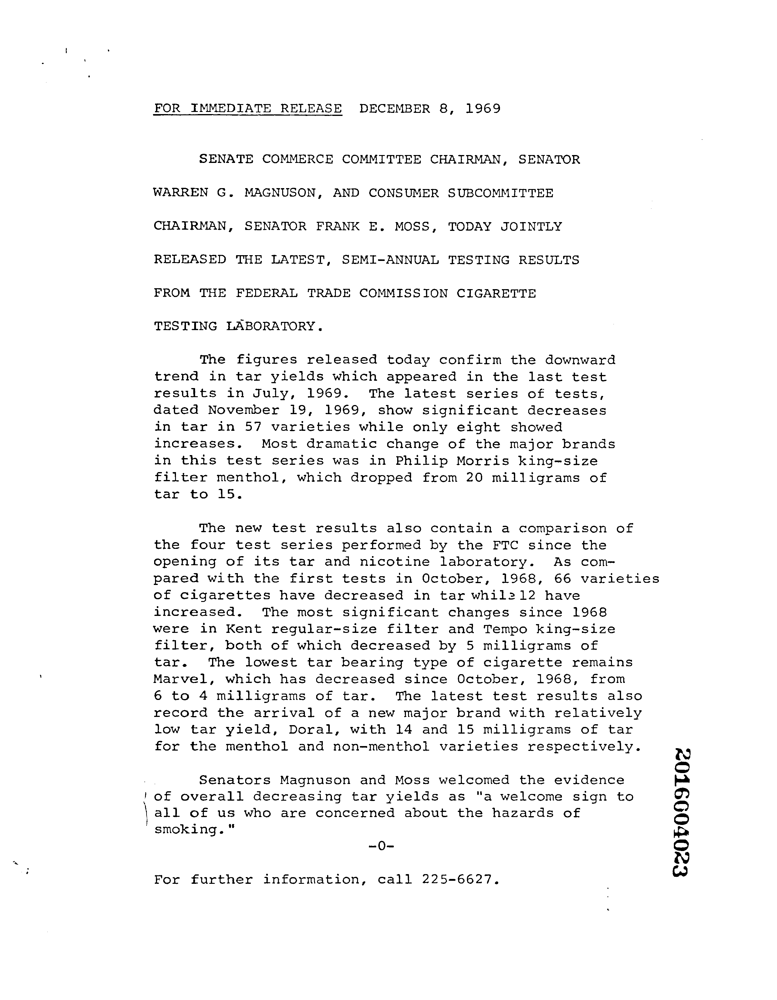 FOR IMMEDIATE RELEASE DECEMBER 8, 1969
SENATE COMMERCE COMMITTEE CHAIRMAN, SENATOR
WARREN G. MAGNUSON, AND CONSUMER SUBCOMMITTEE
CHAIRMAN, SENATOR FRANK E. MOSS, TODAY JOINTLY
RELEASED THE LATEST, SEMI-ANNUAL TESTING RESULTS
FROM THE FEDERAL TRADE COMMISSION CIGARETTE
TESTING LABORATORY.
The figures released today confirm the downward
trend in tar yields which appeared in the last test
results in July, 1969. The latest series of tests,
dated November 19, 1969, show significant decreases
in tar in 57 varieties while only eight showed
increases. Most dramatic change of the major brands
in this test series was in Philip Morris king-size
filter menthol, which dropped from 20 milligrams of
tar to 15.
The new test results also contain a comparison of
the four test series performed by the FTC since the
opening of its tar and nicotine laboratory. As com-
pared with the first tests in October, 1968, 66 varieties
of cigarettes have decreased in tar while 12 have
increased. The most significant changes since 1968
were in Kent regular-size filter and Tempo king-size
filter, both of which decreased by 5 milligrams of
tar. The lowest tar bearing type of cigarette remains
Marvel, which has decreased since October, 1968, from
6 to 4 milligrams of tar. The latest test results also
record the arrival of a new major brand with relatively
low tar yield, Doral, with 14 and 15 milligrams of tar
for the menthol and non-menthol varieties respectively.
Senators Magnuson and Moss welcomed the evidence
of overall decreasing tar yields as "a welcome sign to
all of us who are concerned about the hazards of
smoking."
-0-
For further information, call 225-6627.
2016004023